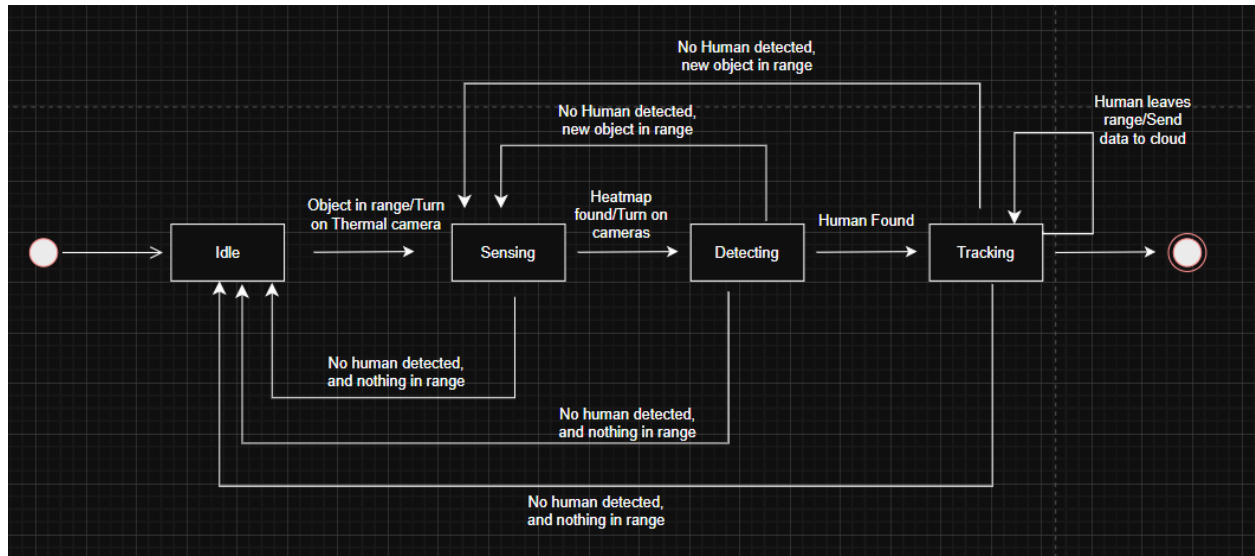 No Human detected,
new object in range
No Human detected,
new object in range
Human leaves
range/Send
data to cloud
Object in range/Turn
on Thermal camera
Heatmap
found/Turn on
cameras
Human Found
Idle
Sensing
Detecting
Tracking
No human detected,
and nothing in range
No human detected,
and nothing in range
No human detected,
and nothing in range